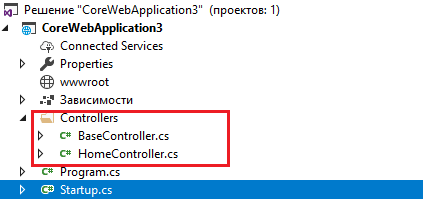 Решение "CoreWebApplication3" (проектов: 1)
CoreWebApplication3
Connected Services
Properties
wwwroot
Зависимости
Controllers
C# BaseController.cs
C# HomeController.cs
C# Program.cs
C# Startup.cs